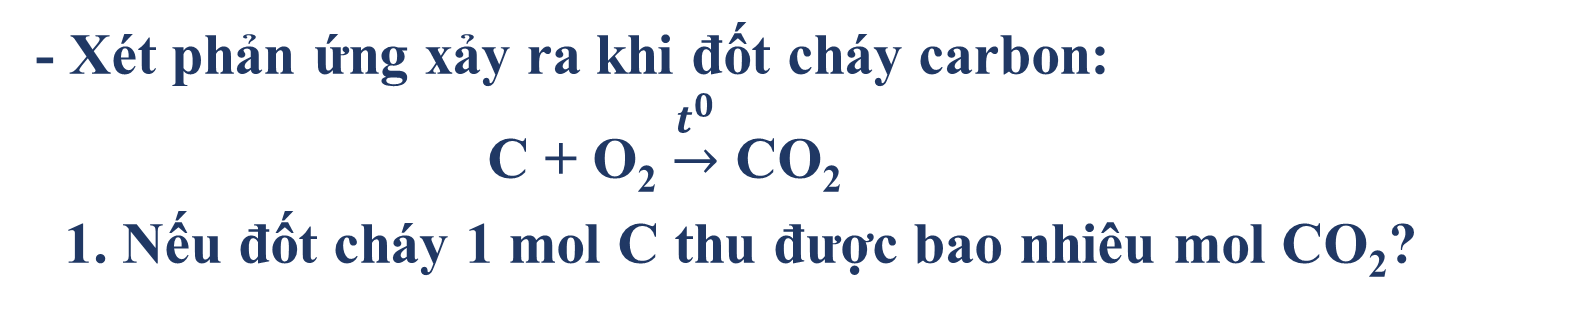 - Xét phản ứng xảy ra khi đốt cháy carbon:
C + O₂ →^{t⁰} CO₂
1. Nếu đốt cháy 1 mol C thu được bao nhiêu mol CO₂?